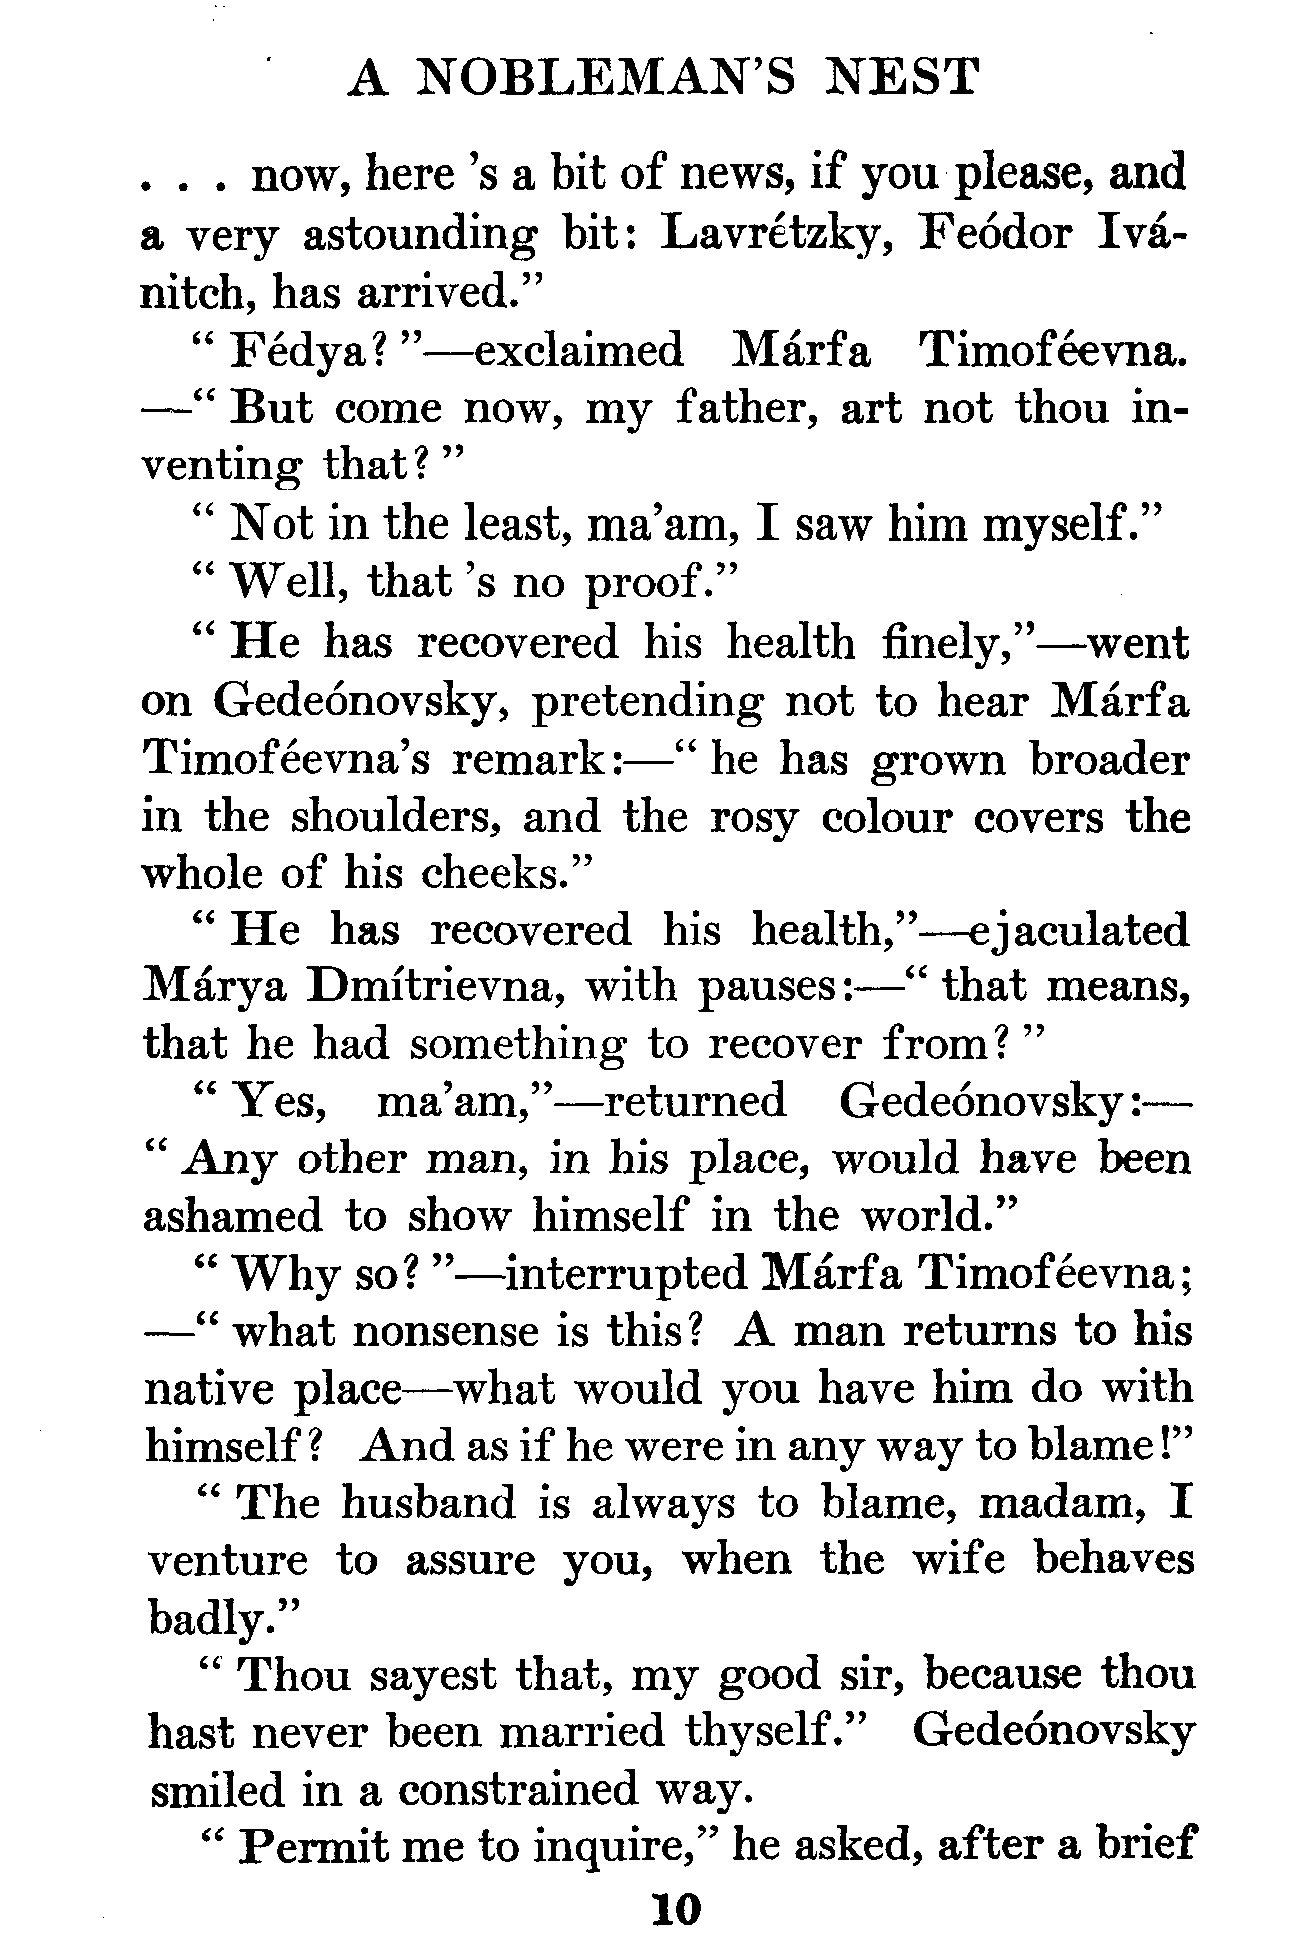 A NOBLEMAN'S NEST
. . . now, here 's a bit of news, if you please, and
a very astounding bit: Lavrétzky, Feódor Ivá-
nitch, has arrived."
" Fédya? "—exclaimed Márfa Timoféevna.
—" But come now, my father, art not thou in-
venting that? "
" Not in the least, ma'am, I saw him myself."
" Well, that 's no proof."
" He has recovered his health finely,"—went
on Gedeónovsky, pretending not to hear Márfa
Timoféevna's remark:—" he has grown broader
in the shoulders, and the rosy colour covers the
whole of his cheeks."
" He has recovered his health,"—ejaculated
Márya Dmítrievna, with pauses:—" that means,
that he had something to recover from? "
" Yes, ma'am,"—returned Gedeónovsky:—
" Any other man, in his place, would have been
ashamed to show himself in the world."
" Why so? "—interrupted Márfa Timoféevna;
—" what nonsense is this? A man returns to his
native place—what would you have him do with
himself? And as if he were in any way to blame!"
" The husband is always to blame, madam, I
venture to assure you, when the wife behaves
badly."
" Thou sayest that, my good sir, because thou
hast never been married thyself." Gedeónovsky
smiled in a constrained way.
" Permit me to inquire," he asked, after a brief
10